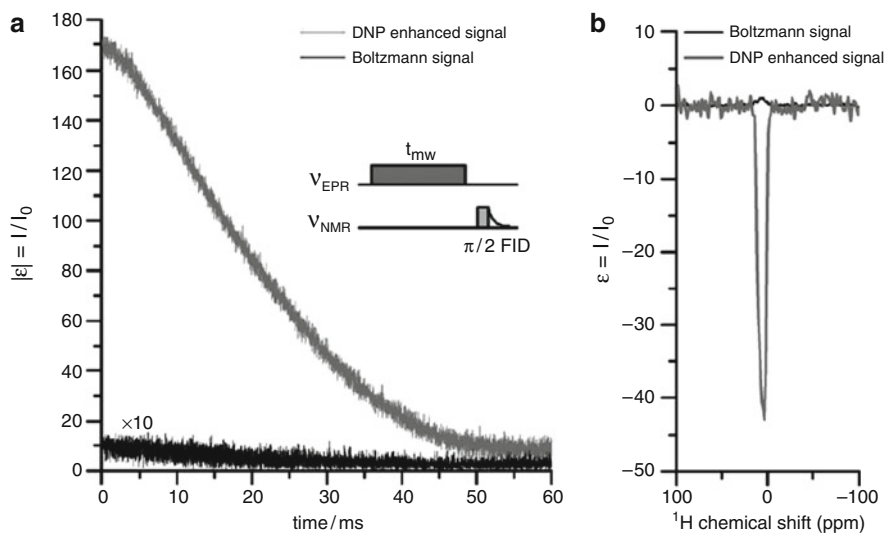 a
180
160
140
120
100
80
60
40
20
0
|ε| = I / I₀
DNP enhanced signal
Boltzmann signal
νEPR
tmw
νNMR
π / 2 FID
×10
0 10 20 30 40 50 60
time / ms
b
Boltzmann signal
DNP enhanced signal
10
0
−10
−20
−30
−40
−50
ε = I / I₀
100 0 −100
¹H chemical shift (ppm)